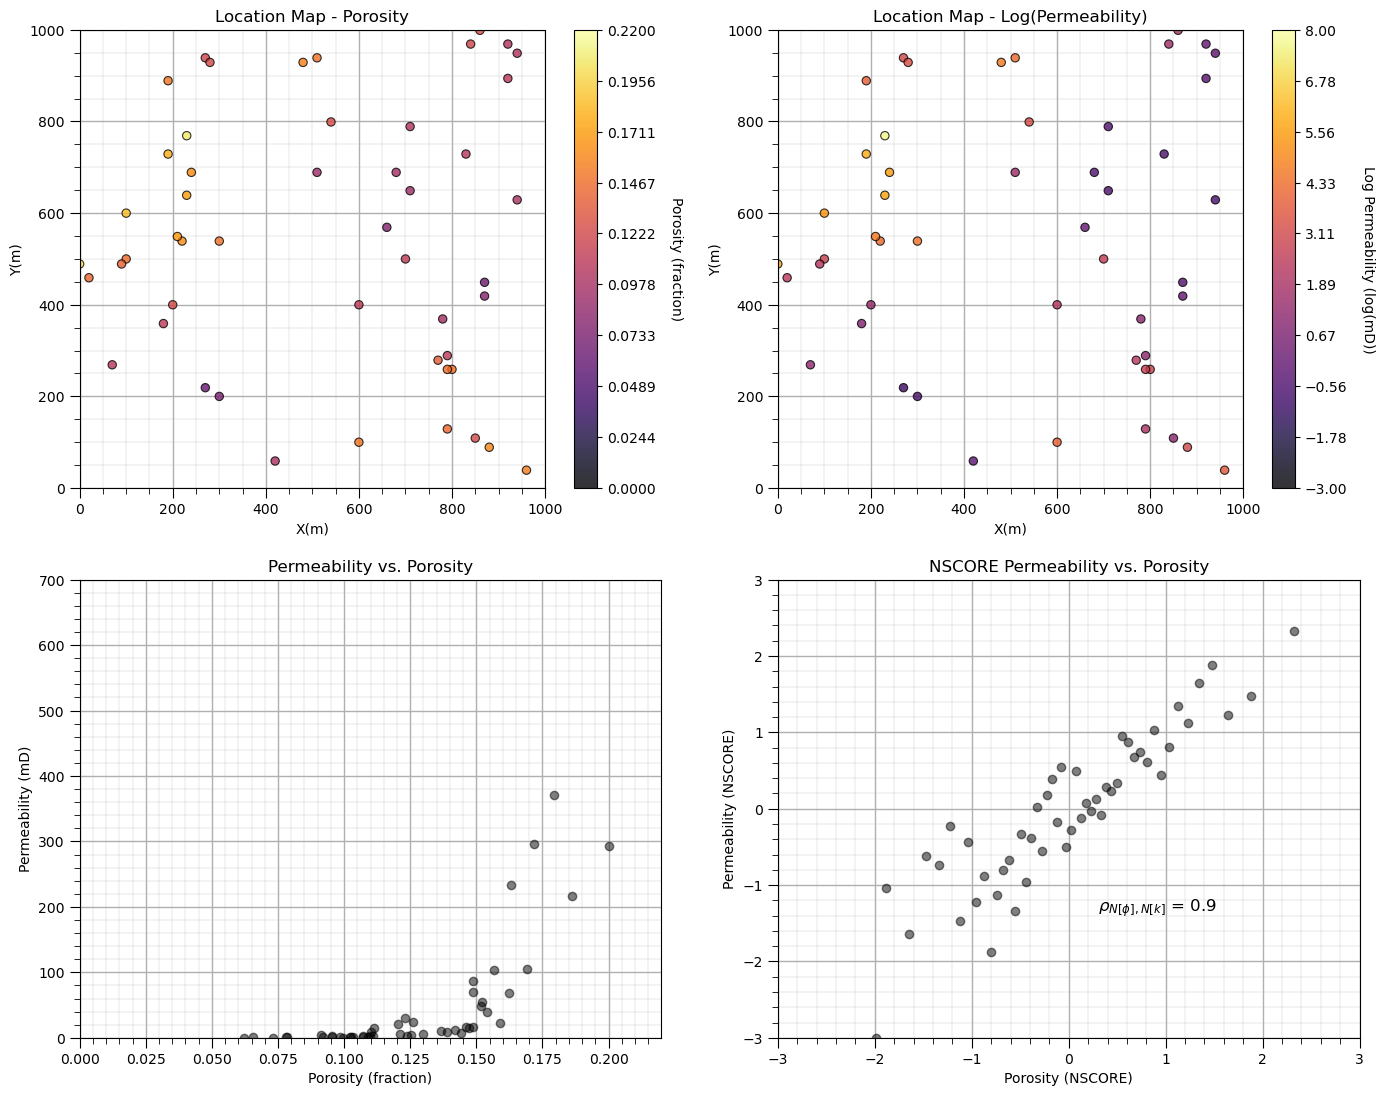 Location Map - Porosity
1000
800
600
400
200
0
Y(m)
0 200 400 600 800 1000
X(m)
0.2200
0.1956
0.1711
0.1467
0.1222
0.0978
0.0733
0.0489
0.0244
0.0000
Porosity (fraction)
Location Map - Log(Permeability)
1000
800
600
400
200
0
Y(m)
0 200 400 600 800 1000
X(m)
8.00
6.78
5.56
4.33
3.11
1.89
0.67
−0.56
−1.78
−3.00
Log Permeability (log(mD))
Permeability vs. Porosity
700
600
500
400
300
200
100
0
Permeability (mD)
0.000 0.025 0.050 0.075 0.100 0.125 0.150 0.175 0.200
Porosity (fraction)
NSCORE Permeability vs. Porosity
3
2
1
0
−1
−2
−3
Permeability (NSCORE)
ρN[ϕ], N[k] = 0.9
−3 −2 −1 0 1 2 3
Porosity (NSCORE)